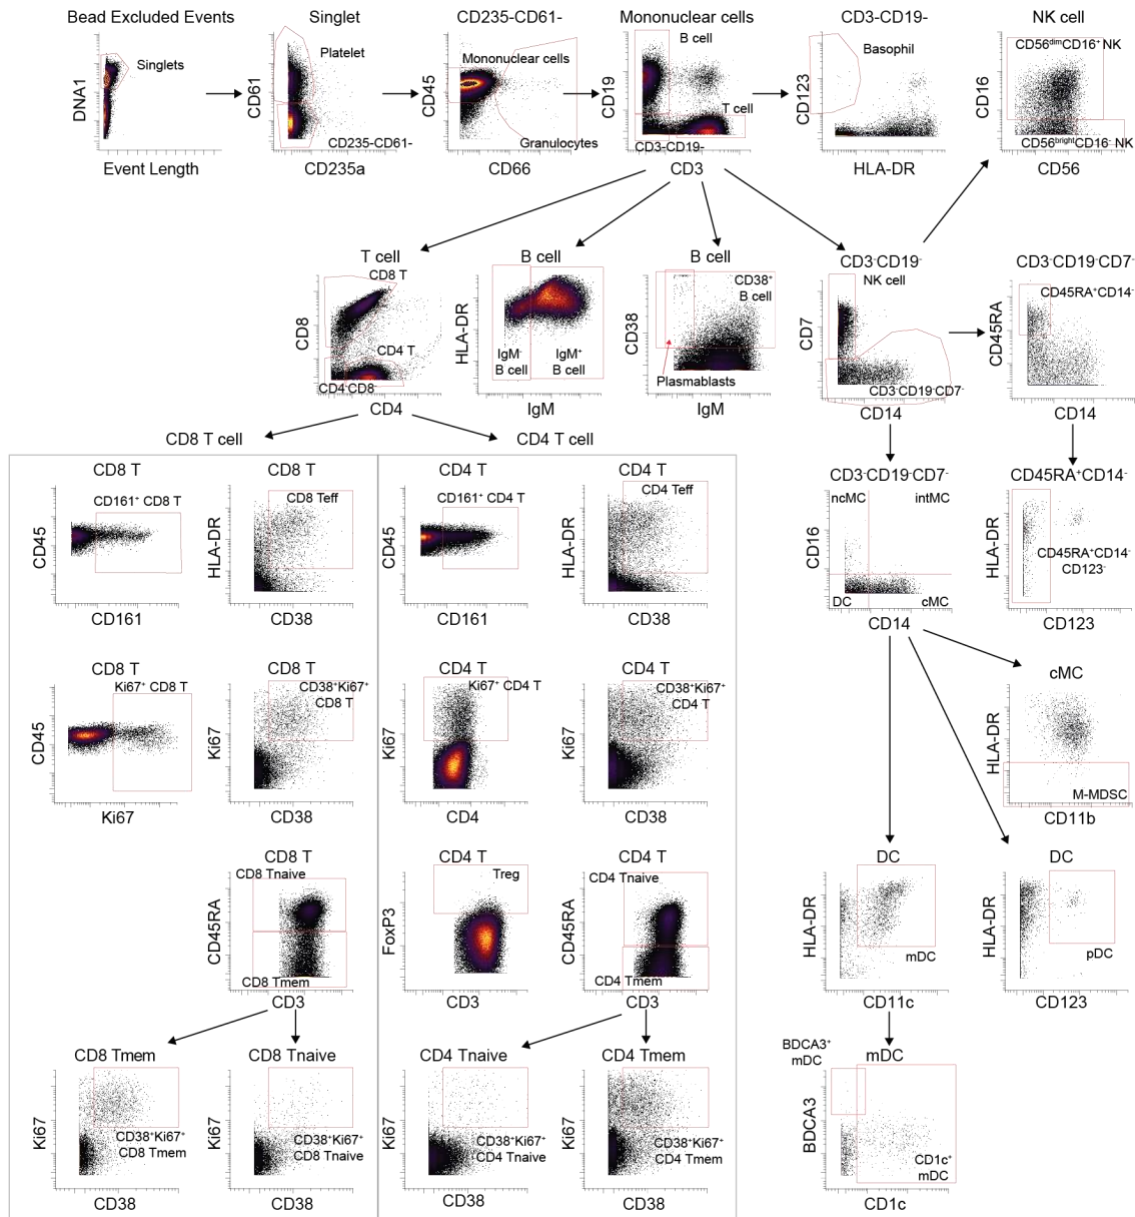 Bead Excluded Events
Singlets
DNA1
Event Length
Singlet
Platelet
CD61
CD235-CD61-
CD235a
CD235-CD61-
Mononuclear cells
CD45
Granulocytes
CD66
Mononuclear cells
B cell
CD19
T cell
CD3-CD19-
CD3
CD3-CD19-
Basophil
CD123
HLA-DR
NK cell
CD56dimCD16+ NK
CD16
CD56brightCD16- NK
CD56
T cell
CD8 T
CD8
CD4 T
CD4-CD8-
CD4
B cell
HLA-DR
IgM-
B cell
IgM+
B cell
IgM
B cell
CD38+
B cell
CD38
Plasmablasts
IgM
CD3-CD19-
NK cell
CD7
CD3-CD19-CD7-
CD14
CD3-CD19-CD7-
CD45RA+CD14-
CD45RA
CD14
CD8 T cell
CD4 T cell
CD8 T
CD161+ CD8 T
CD45
CD161
CD8 T
CD8 Teff
HLA-DR
CD38
CD4 T
CD161+ CD4 T
CD45
CD161
CD4 T
CD4 Teff
HLA-DR
CD38
CD3-CD19-CD7-
ncMC
intMC
CD16
DC
cMC
CD14
CD45RA+CD14-
HLA-DR
CD45RA+CD14-
CD123-
CD123
CD8 T
Ki67+ CD8 T
CD45
Ki67
CD8 T
CD38+Ki67+
CD8 T
Ki67
CD38
CD4 T
Ki67+ CD4 T
Ki67
CD4
CD4 T
CD38+Ki67+
CD4 T
Ki67
CD38
cMC
HLA-DR
M-MDSC
CD11b
CD8 T
CD8 Tnaive
CD45RA
CD8 Tmem
CD3
CD4 T
Treg
FoxP3
CD3
CD4 T
CD4 Tnaive
CD45RA
CD4 Tmem
CD3
DC
HLA-DR
mDC
CD11c
DC
HLA-DR
pDC
CD123
CD8 Tmem
Ki67
CD38+Ki67+
CD8 Tmem
CD38
CD8 Tnaive
Ki67
CD38+Ki67+
CD8 Tnaive
CD38
CD4 Tnaive
Ki67
CD38+Ki67+
CD4 Tnaive
CD38
CD4 Tmem
Ki67
CD38+Ki67+
CD4 Tmem
CD38
BDCA3+
mDC
mDC
BDCA3
CD1c+
mDC
CD1c